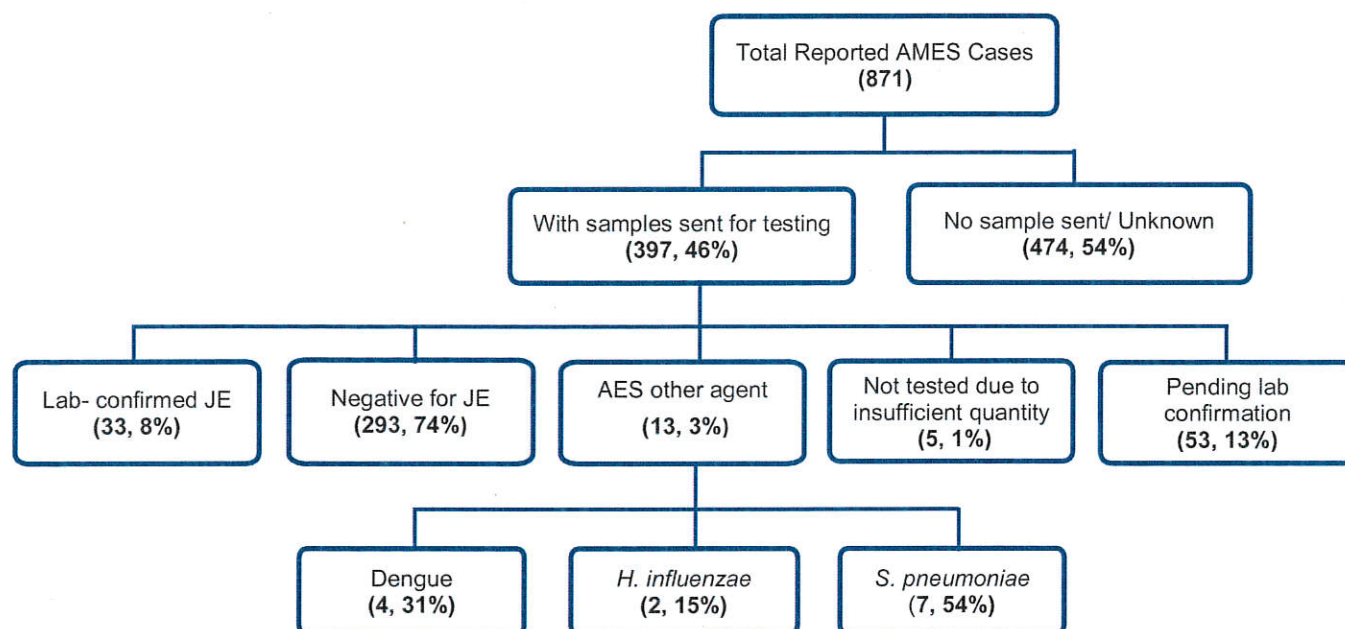 Total Reported AMES Cases
(871)
With samples sent for testing
(397, 46%)
No sample sent/ Unknown
(474, 54%)
Lab- confirmed JE
(33, 8%)
Negative for JE
(293, 74%)
AES other agent
(13, 3%)
Not tested due to
insufficient quantity
(5, 1%)
Pending lab
confirmation
(53, 13%)
Dengue
(4, 31%)
H. influenzae
(2, 15%)
S. pneumoniae
(7, 54%)